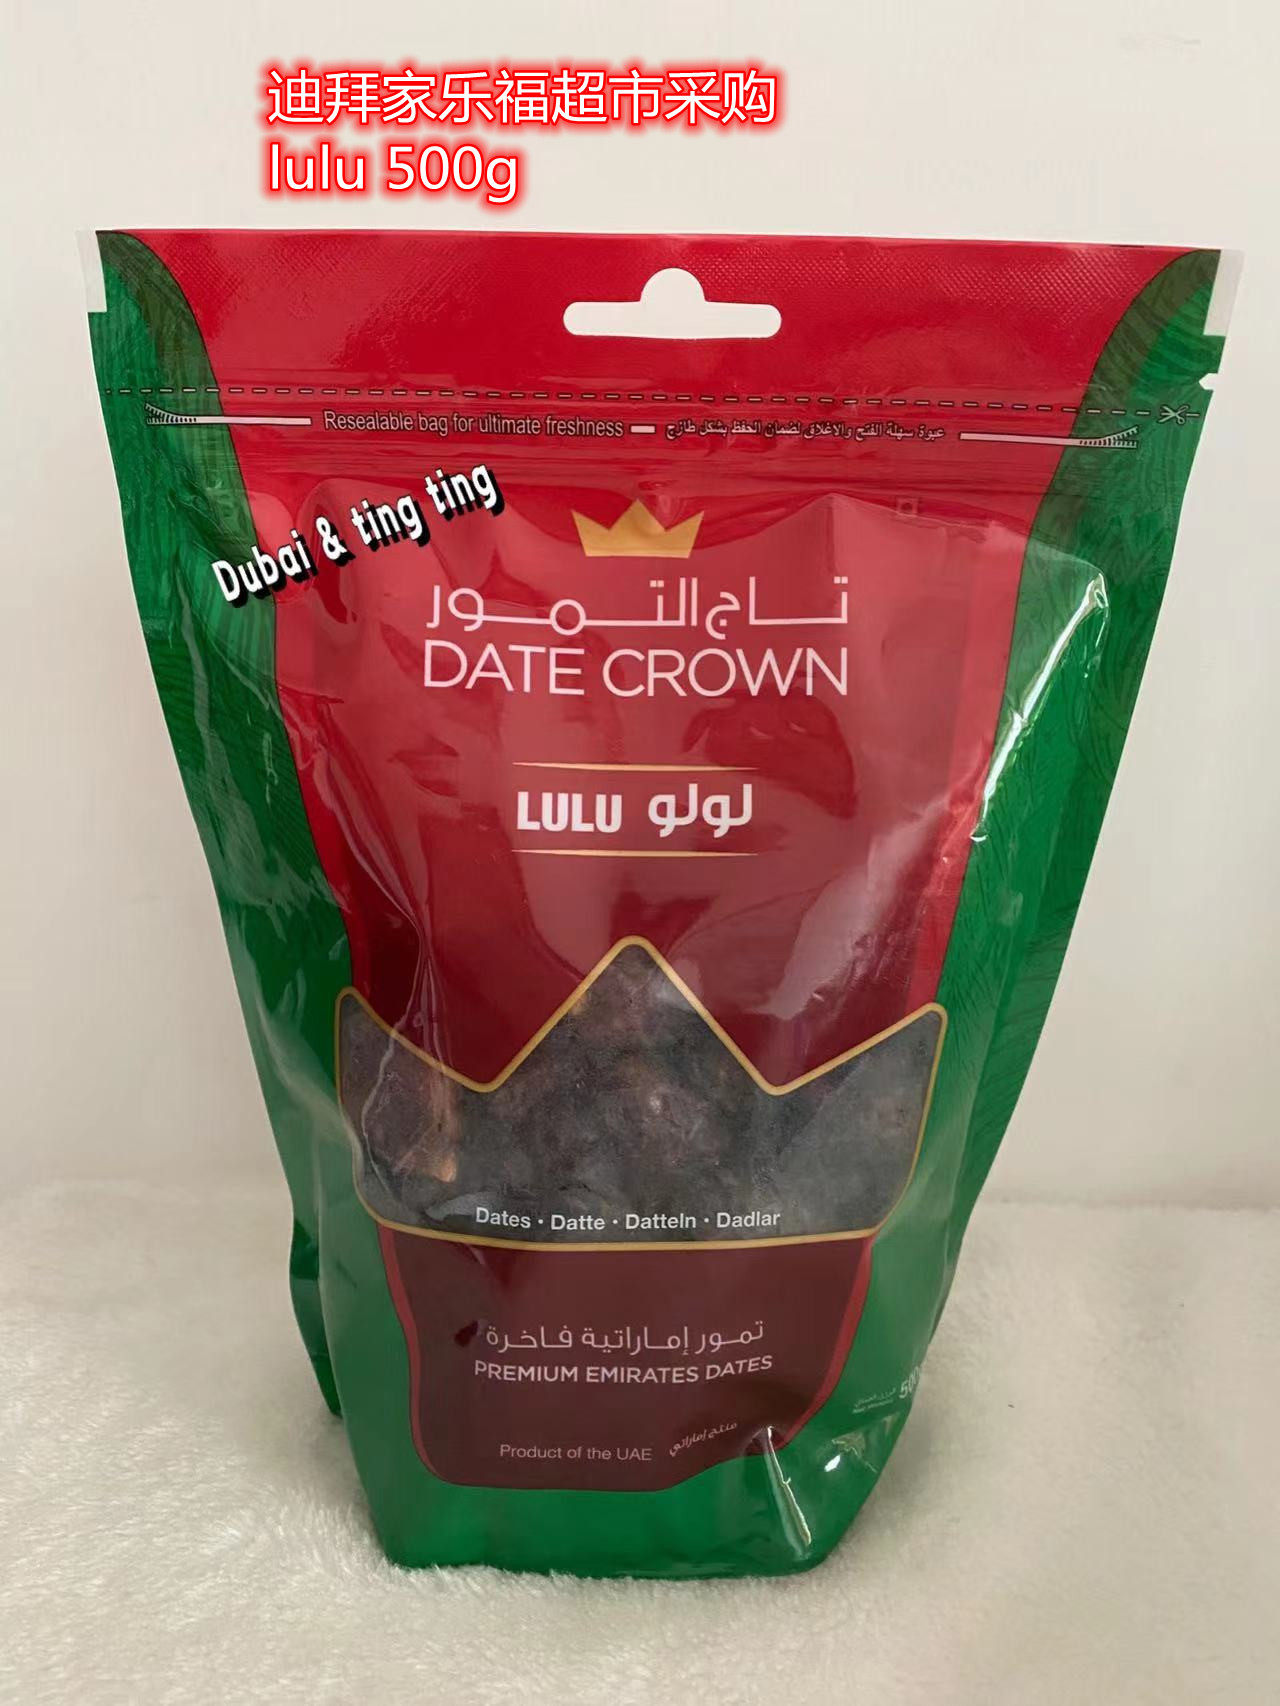 迪拜家乐福超市采购
lulu 500g
Resealable bag for ultimate freshness
عبوة سهلة الفتح والاغلاق لضمان الحفظ بشكل طازج
Dubai & ting ting
تاج التمور
DATE CROWN
LULU لولو
Dates • Datte • Datteln • Dadlar
تمور إماراتية فاخرة
PREMIUM EMIRATES DATES
Product of the UAE منتج إماراتي